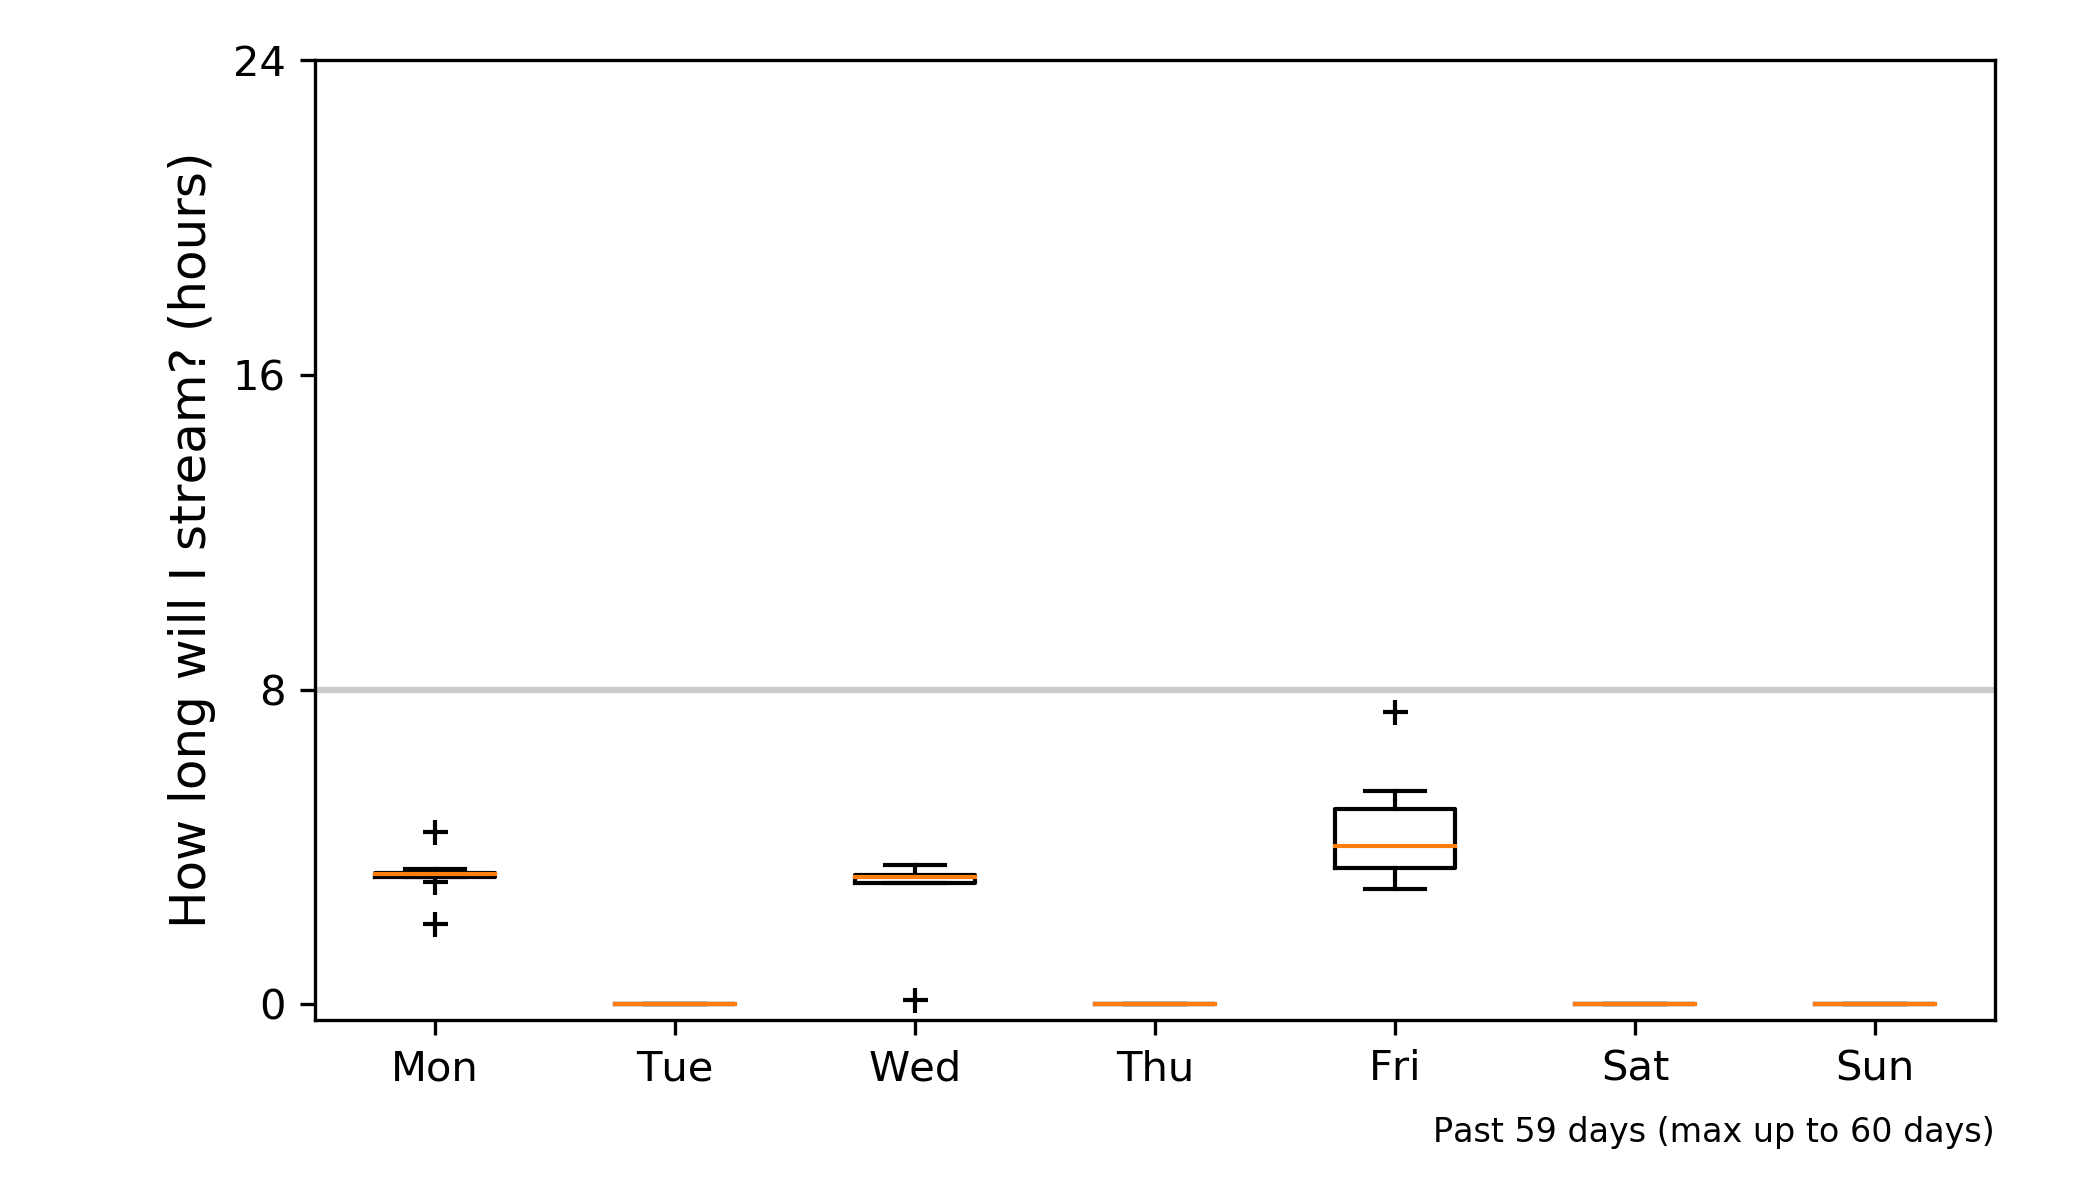 How long will I stream? (hours)
24
16
8
0
Mon Tue Wed Thu Fri Sat Sun
Past 59 days (max up to 60 days)